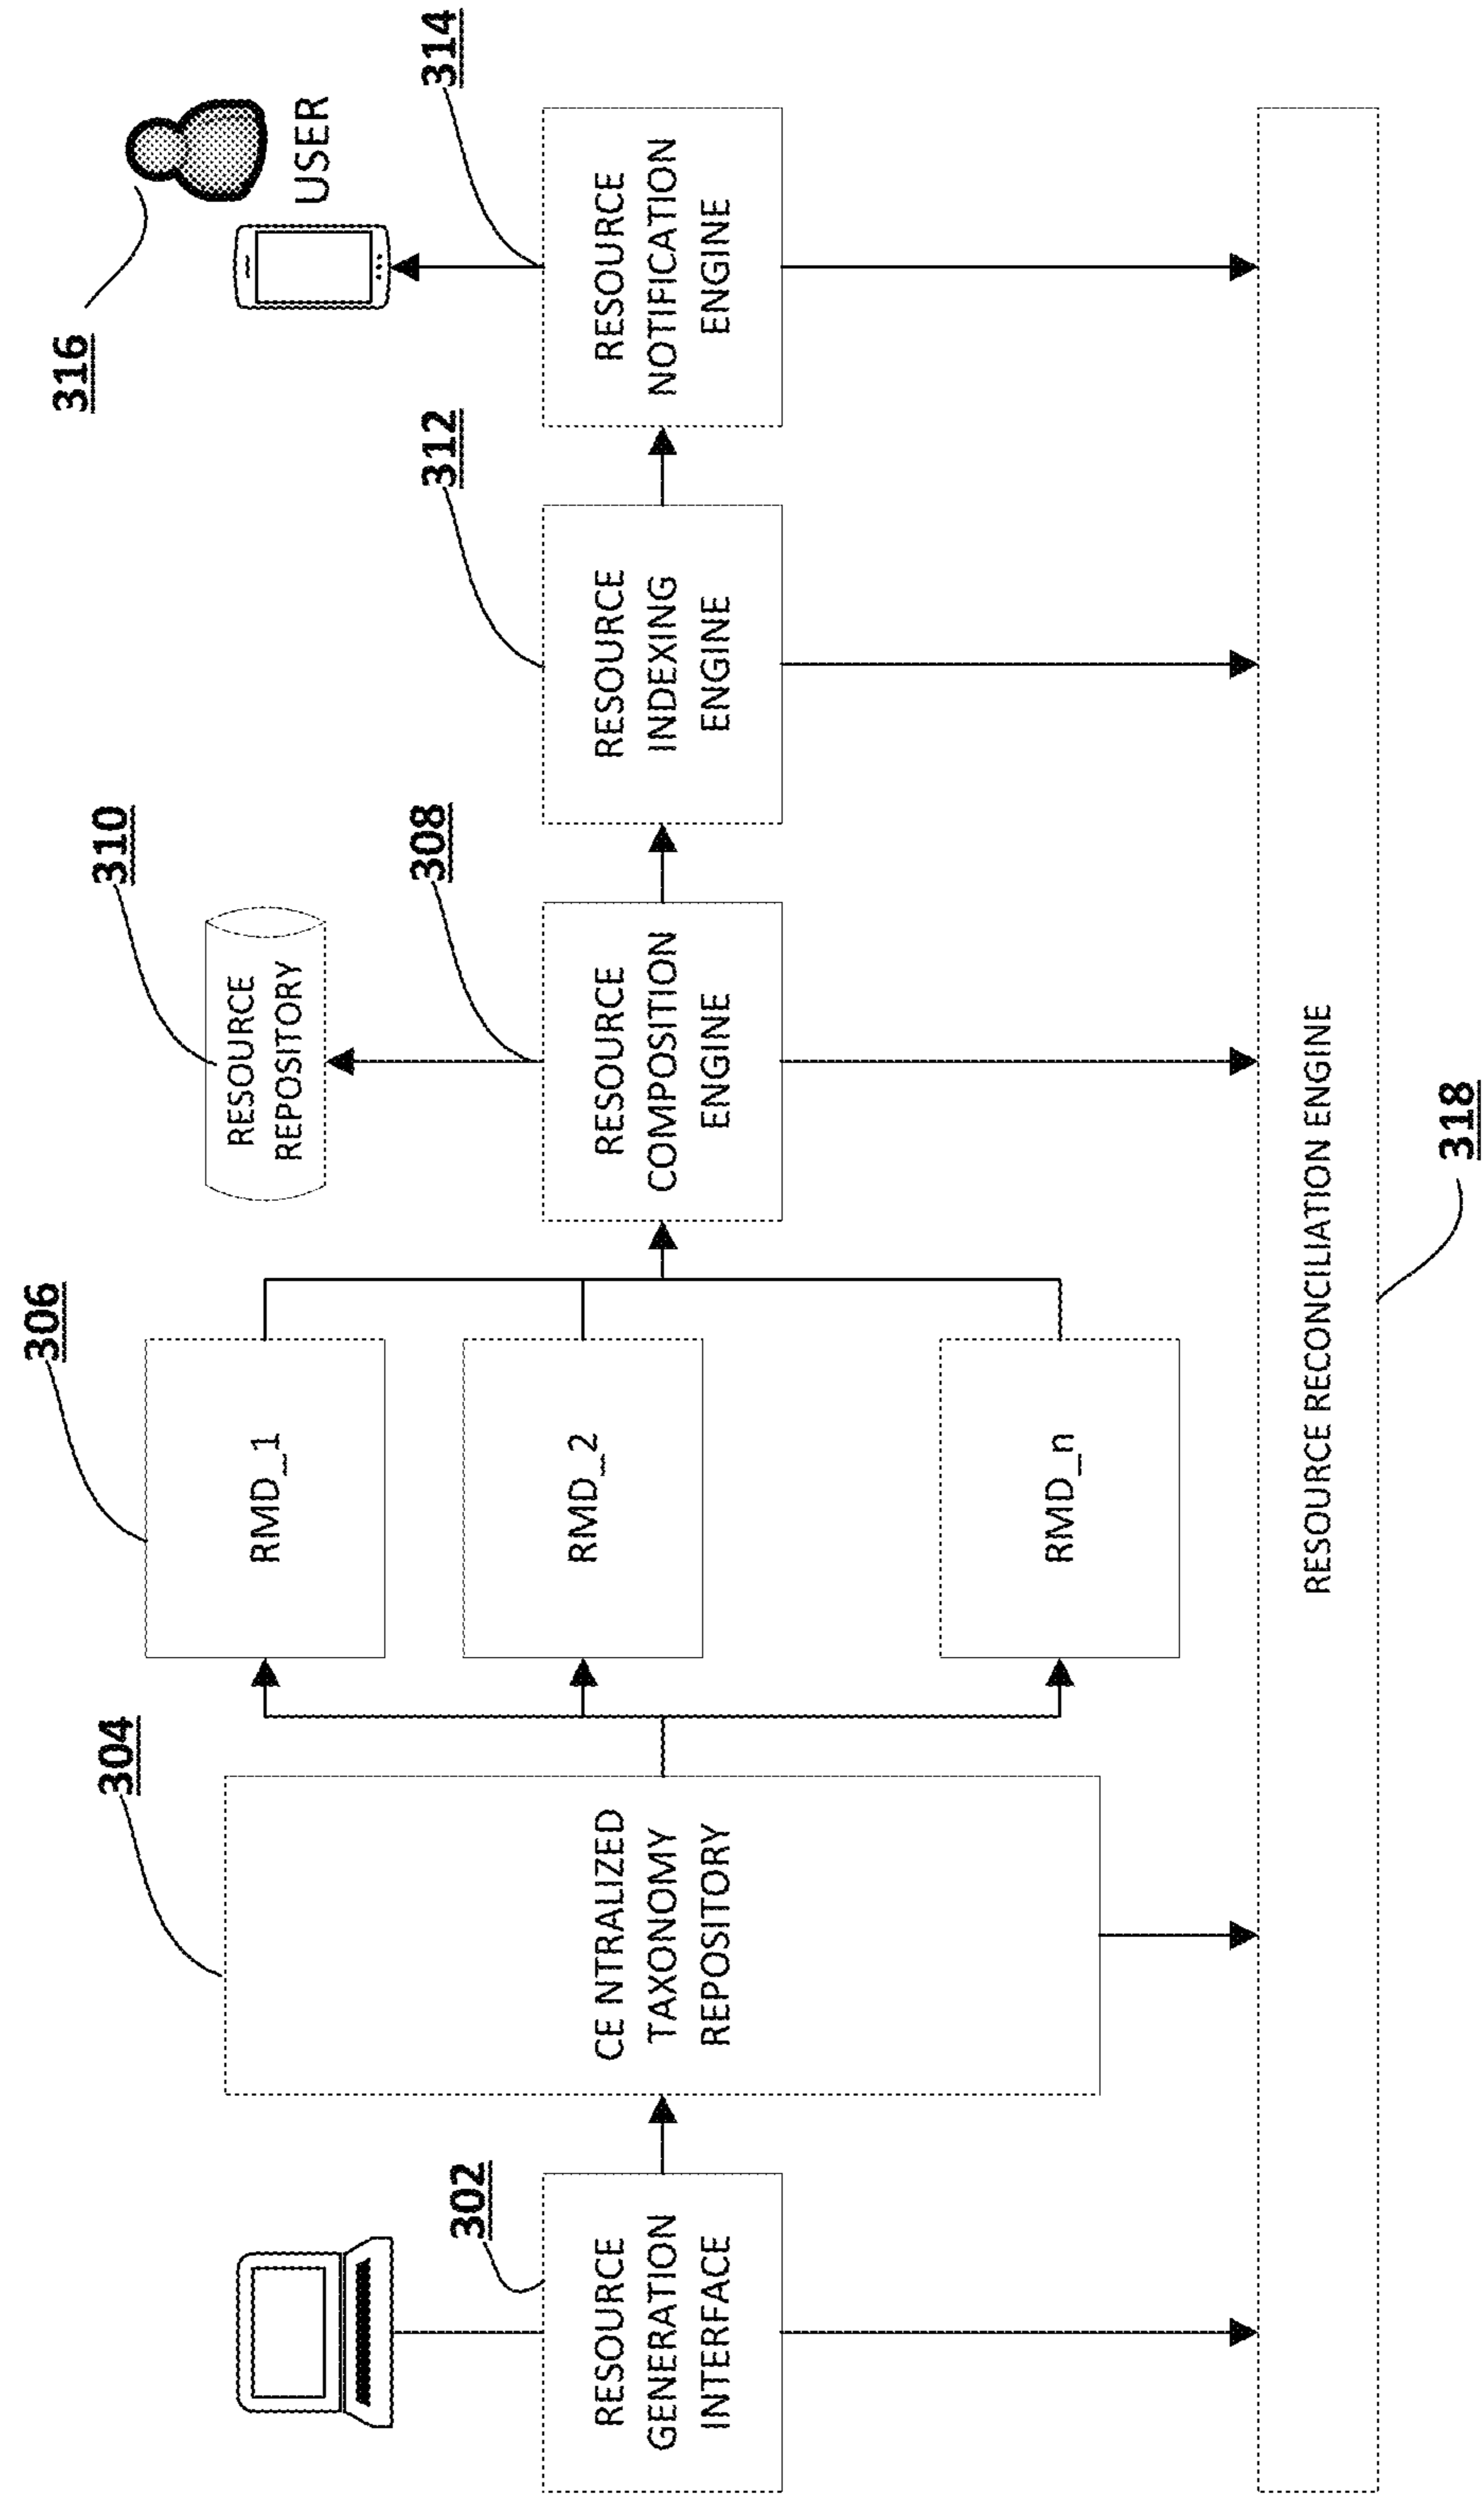 302
RESOURCE
GENERATION
INTERFACE
304
CE NTRALIZED
TAXONOMY
REPOSITORY
306
RMD_1
RMD_2
RMD_n
310
RESOURCE
REPOSITORY
308
RESOURCE
COMPOSITION
ENGINE
312
RESOURCE
INDEXING
ENGINE
316
USER
314
RESOURCE
NOTIFICATION
ENGINE
RESOURCE RECONCILIATION ENGINE
318